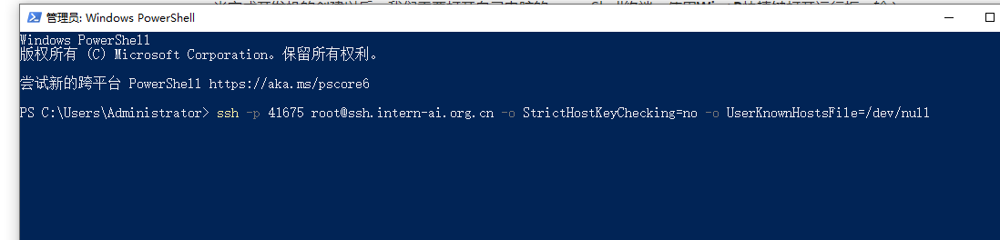 管理员: Windows PowerShell
Windows PowerShell
版权所有 (C) Microsoft Corporation。保留所有权利。
尝试新的跨平台 PowerShell https://aka.ms/pscore6
PS C:\Users\Administrator> ssh -p 41675 root@ssh.intern-ai.org.cn -o StrictHostKeyChecking=no -o UserKnownHostsFile=/dev/null